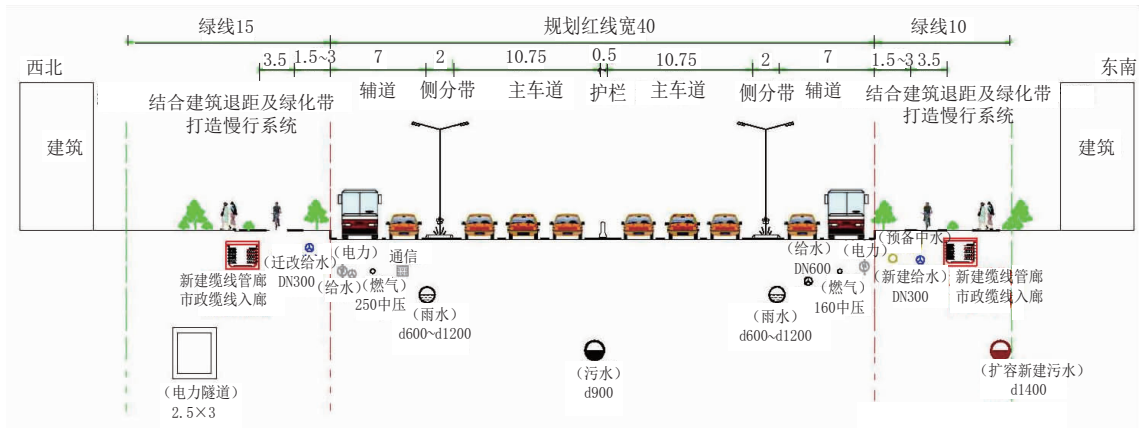 绿线15
规划红线宽40
绿线10
3.5
1.5~3
7
2
10.75
0.5
10.75
2
7
1.5~3
3.5
西北
东南
结合建筑退距及绿化带
打造慢行系统
辅道
侧分带
主车道
护栏
主车道
侧分带
辅道
结合建筑退距及绿化带
打造慢行系统
建筑
建筑
新建缆线管廊
市政缆线入廊
(迁改给水)
DN300
(电力)
(给水)
(燃气)
250中压
通信
(雨水)
d600~d1200
(给水)
DN600
(电力)
(燃气)
160中压
(雨水)
d600~d1200
(预备中水)
(新建给水)
DN300
新建缆线管廊
市政缆线入廊
(电力隧道)
2.5×3
(污水)
d900
(扩容新建污水)
d1400